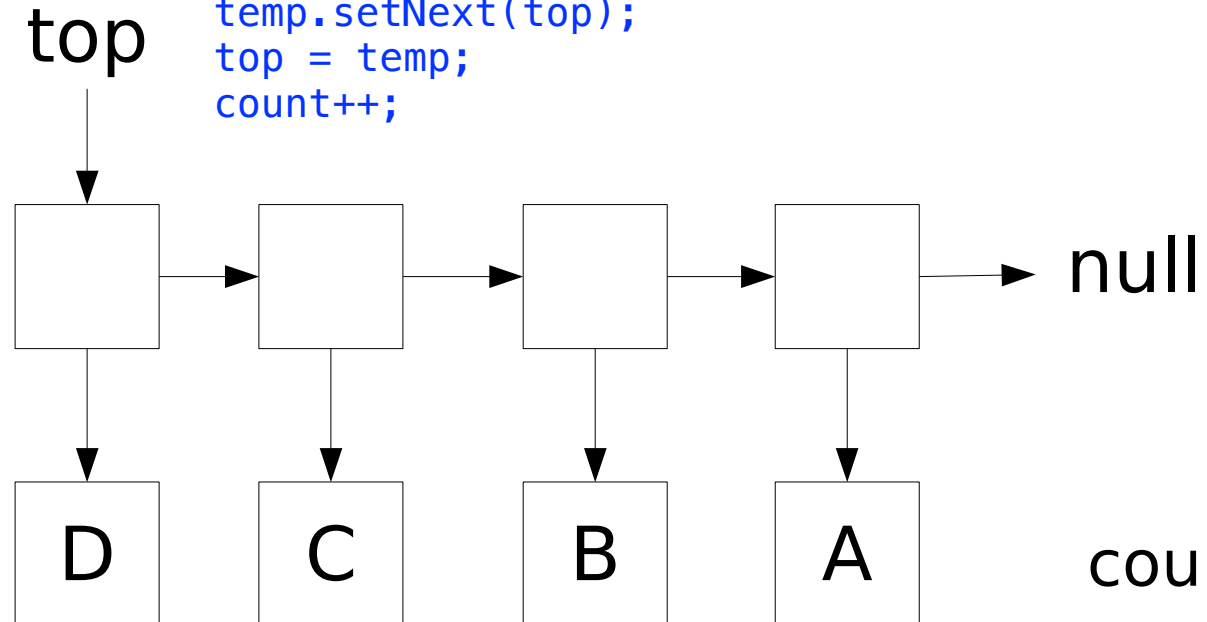 top
temp.setNext(top);
top = temp;
count++;
null
D C B A
cou